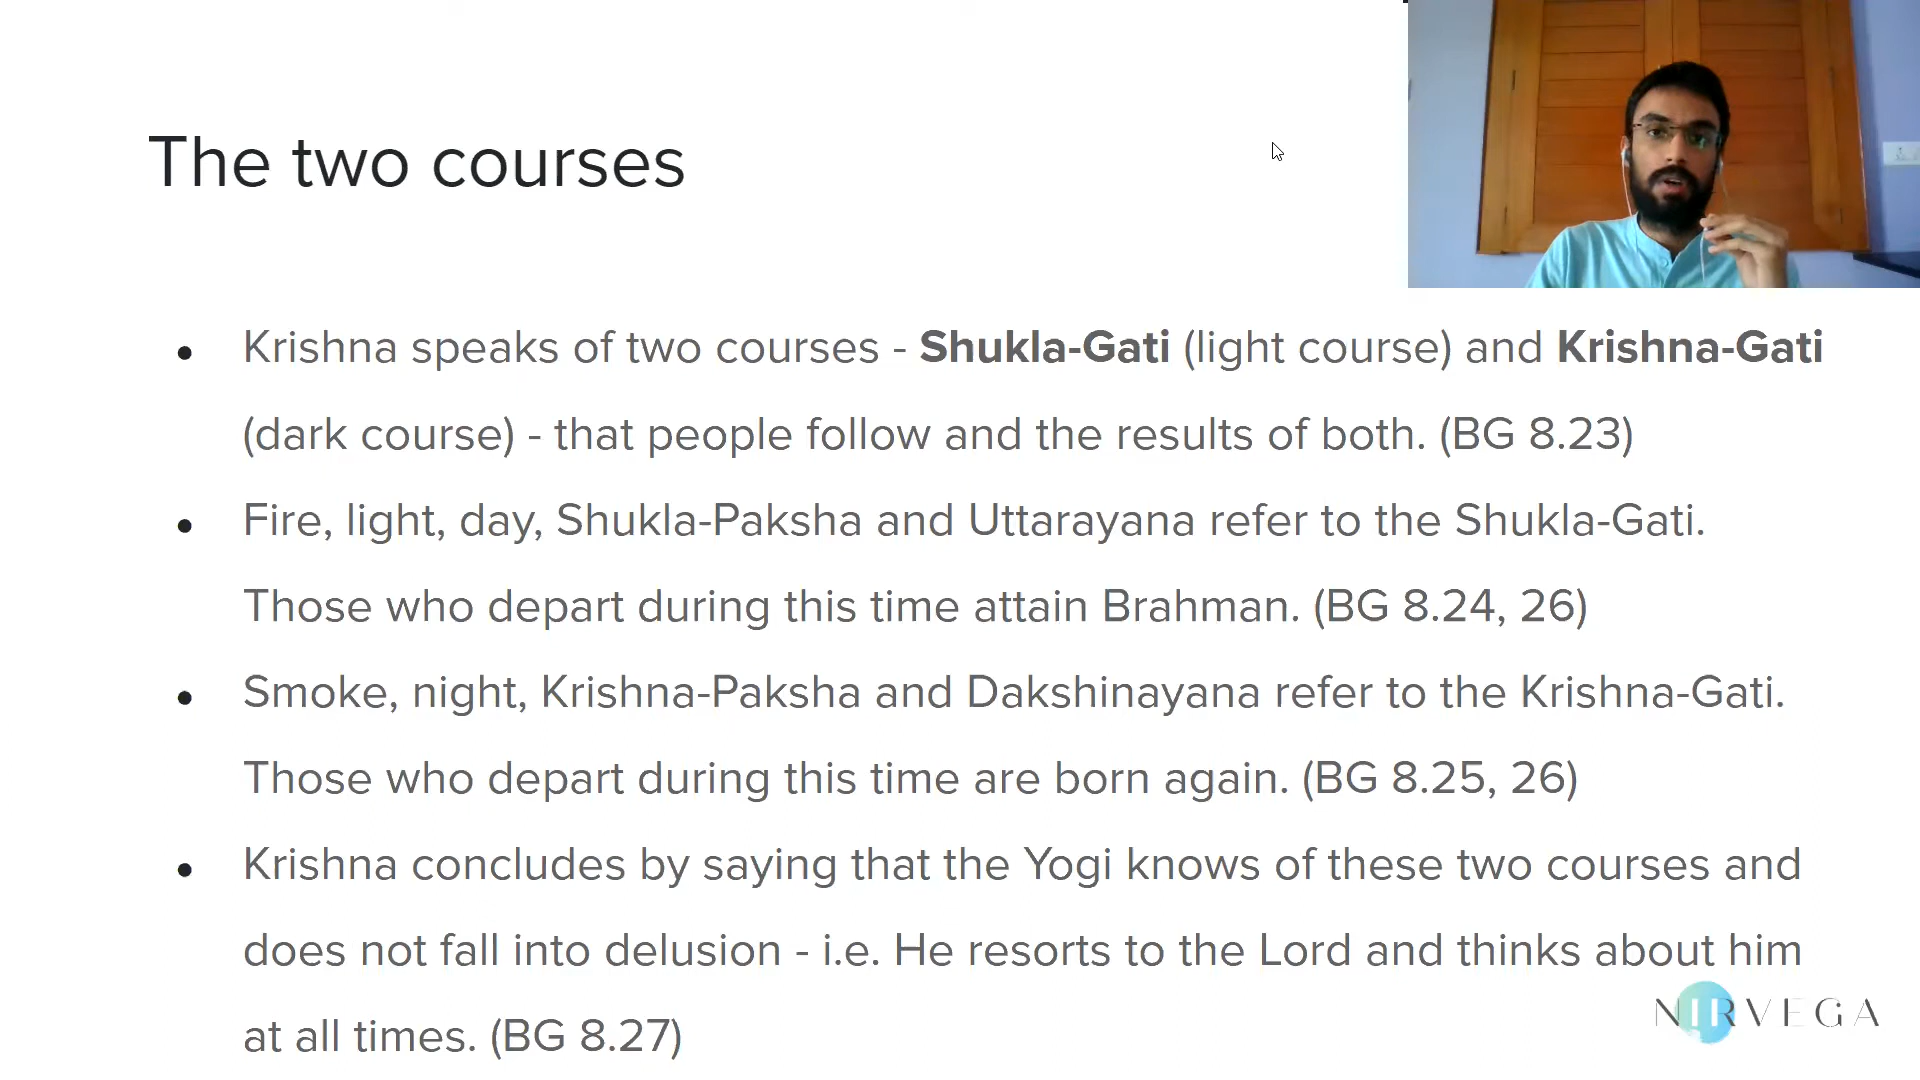 The two courses
Krishna speaks of two courses - Shukla-Gati (light course) and Krishna-Gati
(dark course) - that people follow and the results of both. (BG 8.23)
Fire, light, day, Shukla-Paksha and Uttarayana refer to the Shukla-Gati.
Those who depart during this time attain Brahman. (BG 8.24, 26)
Smoke, night, Krishna-Paksha and Dakshinayana refer to the Krishna-Gati.
Those who depart during this time are born again. (BG 8.25, 26)
Krishna concludes by saying that the Yogi knows of these two courses and
does not fall into delusion - i.e. He resorts to the Lord and thinks about him
at all times. (BG 8.27)
NIRVEGA